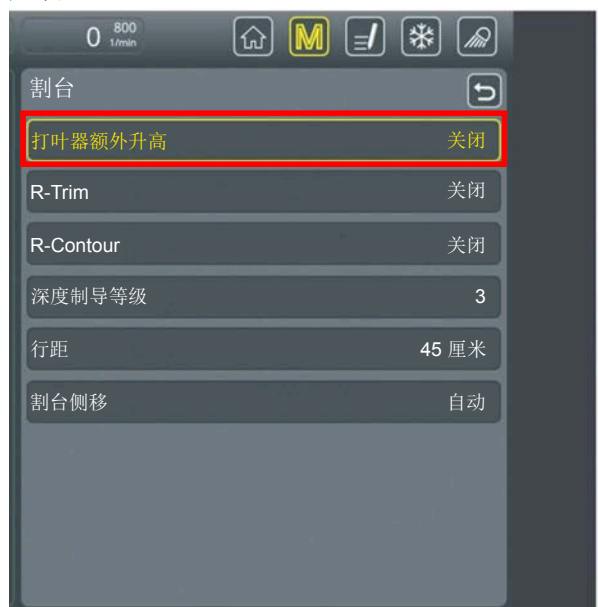 0 800 1/min M
割台
打叶器额外升高 关闭
R-Trim 关闭
R-Contour 关闭
深度制导等级 3
行距 45 厘米
割台侧移 自动